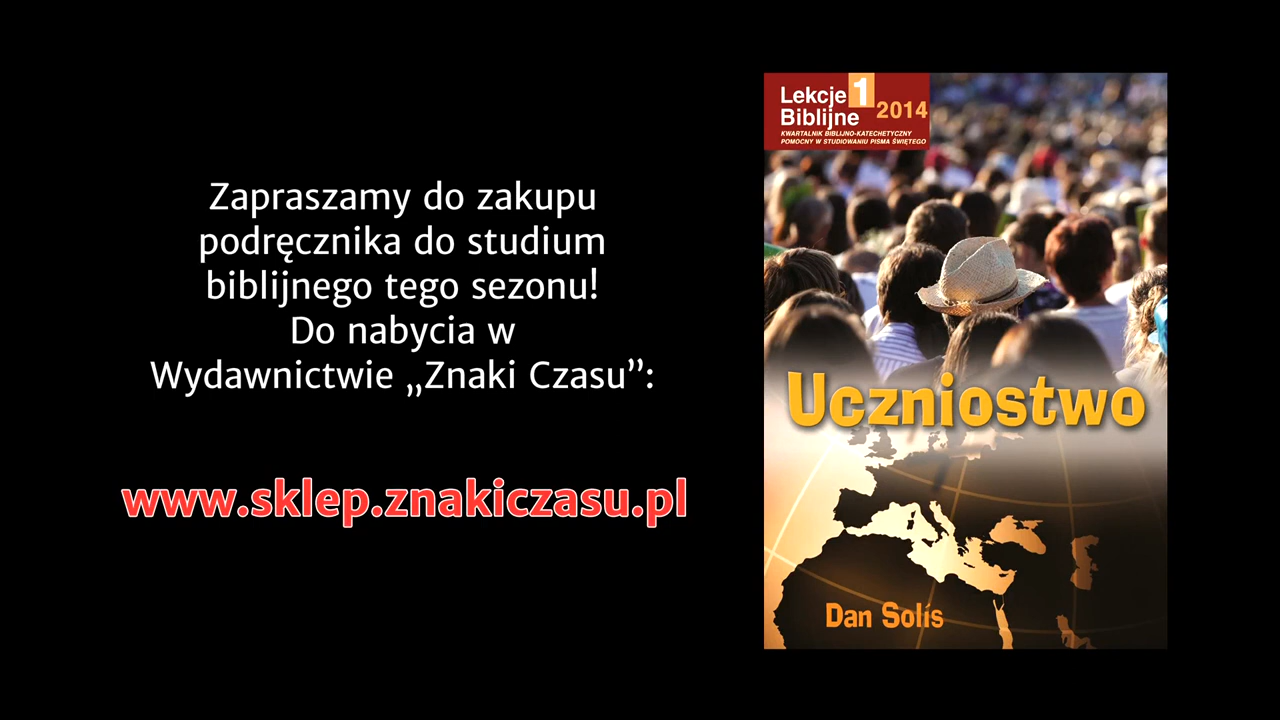 Zapraszamy do zakupu
podręcznika do studium
biblijnego tego sezonu!
Do nabycia w
Wydawnictwie „Znaki Czasu”:
www.sklep.znakiczasu.pl
Lekcje 1 2014
Biblijne
KWARTALNIK BIBLIJNO-KATECHETYCZNY
POMOCNY W STUDIOWANIU PISMA ŚWIĘTEGO
Uczniostwo
Dan Solís